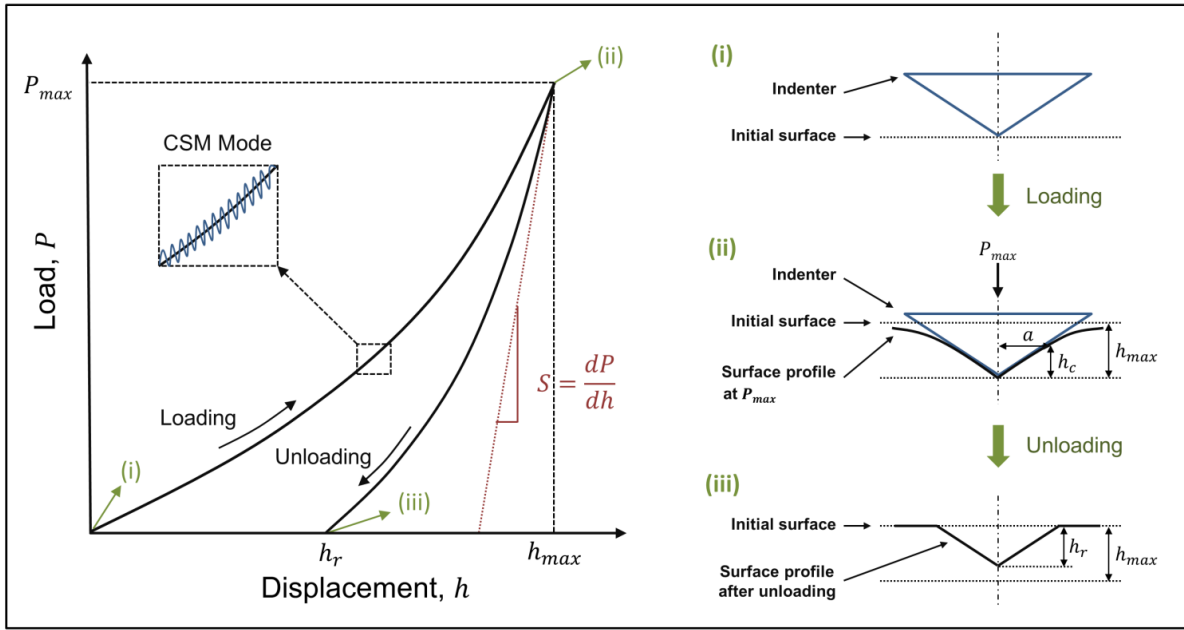 P_max
(ii)
CSM Mode
Load, P
S = dP/dh
Loading
Unloading
(i)
(iii)
h_r
h_max
Displacement, h
(i)
Indenter
Initial surface
Loading
(ii)
P_max
Indenter
Initial surface
a
h_c
h_max
Surface profile
at P_max
Unloading
(iii)
Initial surface
h_r
h_max
Surface profile
after unloading